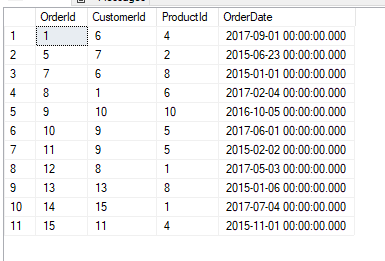 Messages
OrderId CustomerId ProductId OrderDate
1 1 6 4 2017-09-01 00:00:00.000
2 5 7 2 2015-06-23 00:00:00.000
3 7 6 8 2015-01-01 00:00:00.000
4 8 1 6 2017-02-04 00:00:00.000
5 9 10 10 2016-10-05 00:00:00.000
6 10 9 5 2017-06-01 00:00:00.000
7 11 9 5 2015-02-02 00:00:00.000
8 12 8 1 2017-05-03 00:00:00.000
9 13 13 8 2015-01-06 00:00:00.000
10 14 15 1 2017-07-04 00:00:00.000
11 15 11 4 2015-11-01 00:00:00.000